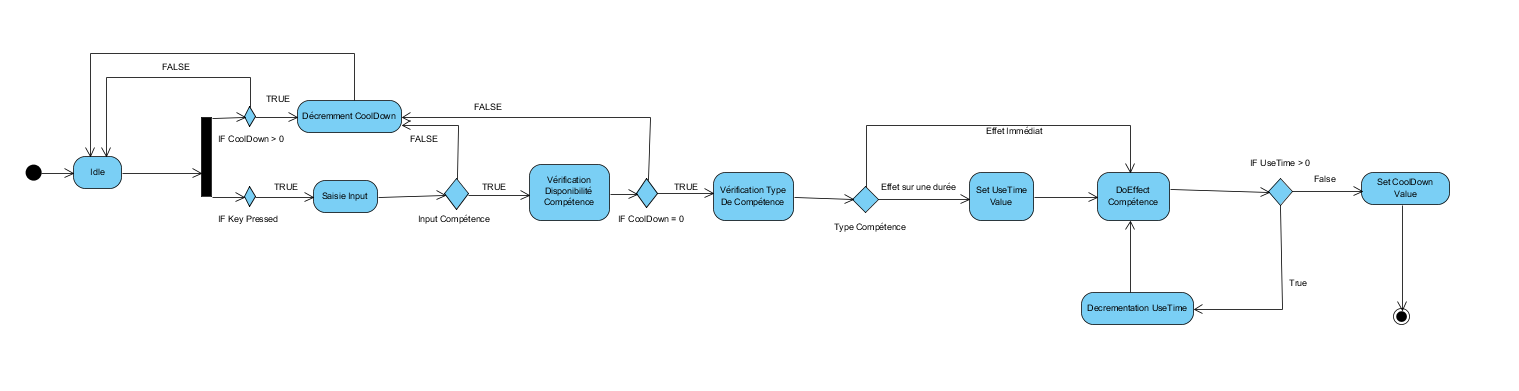 FALSE
TRUE
Décremment CoolDown
FALSE
IF CoolDown > 0
FALSE
Idle
TRUE
Saisie Input
IF Key Pressed
TRUE
Input Compétence
Vérification
Disponibilité
Compétence
TRUE
IF CoolDown = 0
Vérification Type
De Compétence
Effet Immédiat
Effet sur une durée
Type Compétence
Set UseTime
Value
DoEffect
Compétence
IF UseTime > 0
False
Set CoolDown
Value
True
Decrementation UseTime